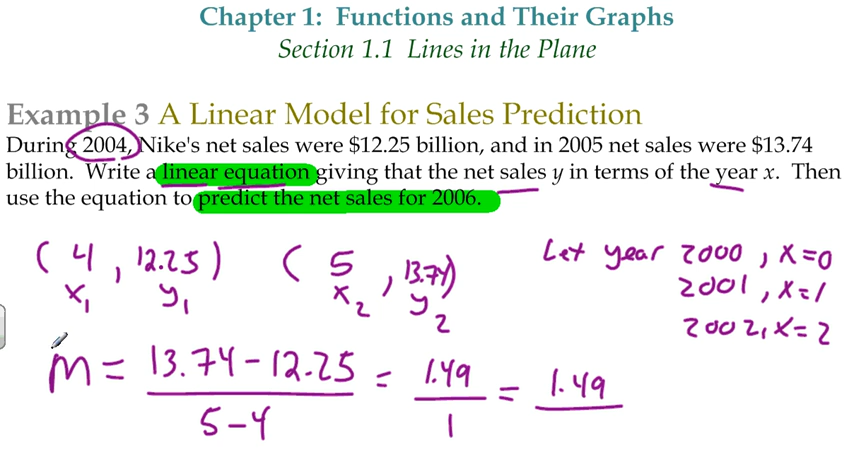 Chapter 1: Functions and Their Graphs
Section 1.1 Lines in the Plane
Example 3 A Linear Model for Sales Prediction
During 2004, Nike's net sales were $12.25 billion, and in 2005 net sales were $13.74
billion. Write a linear equation giving that the net sales y in terms of the year x. Then
use the equation to predict the net sales for 2006.
(4, 12.25) (5, 13.74) Let year 2000, x=0
x₁ y₁ x₂ y₂ 2001, x=1
2002, x=2
m = (13.74 - 12.25)/(5 - 4) = 1.49/1 = 1.49